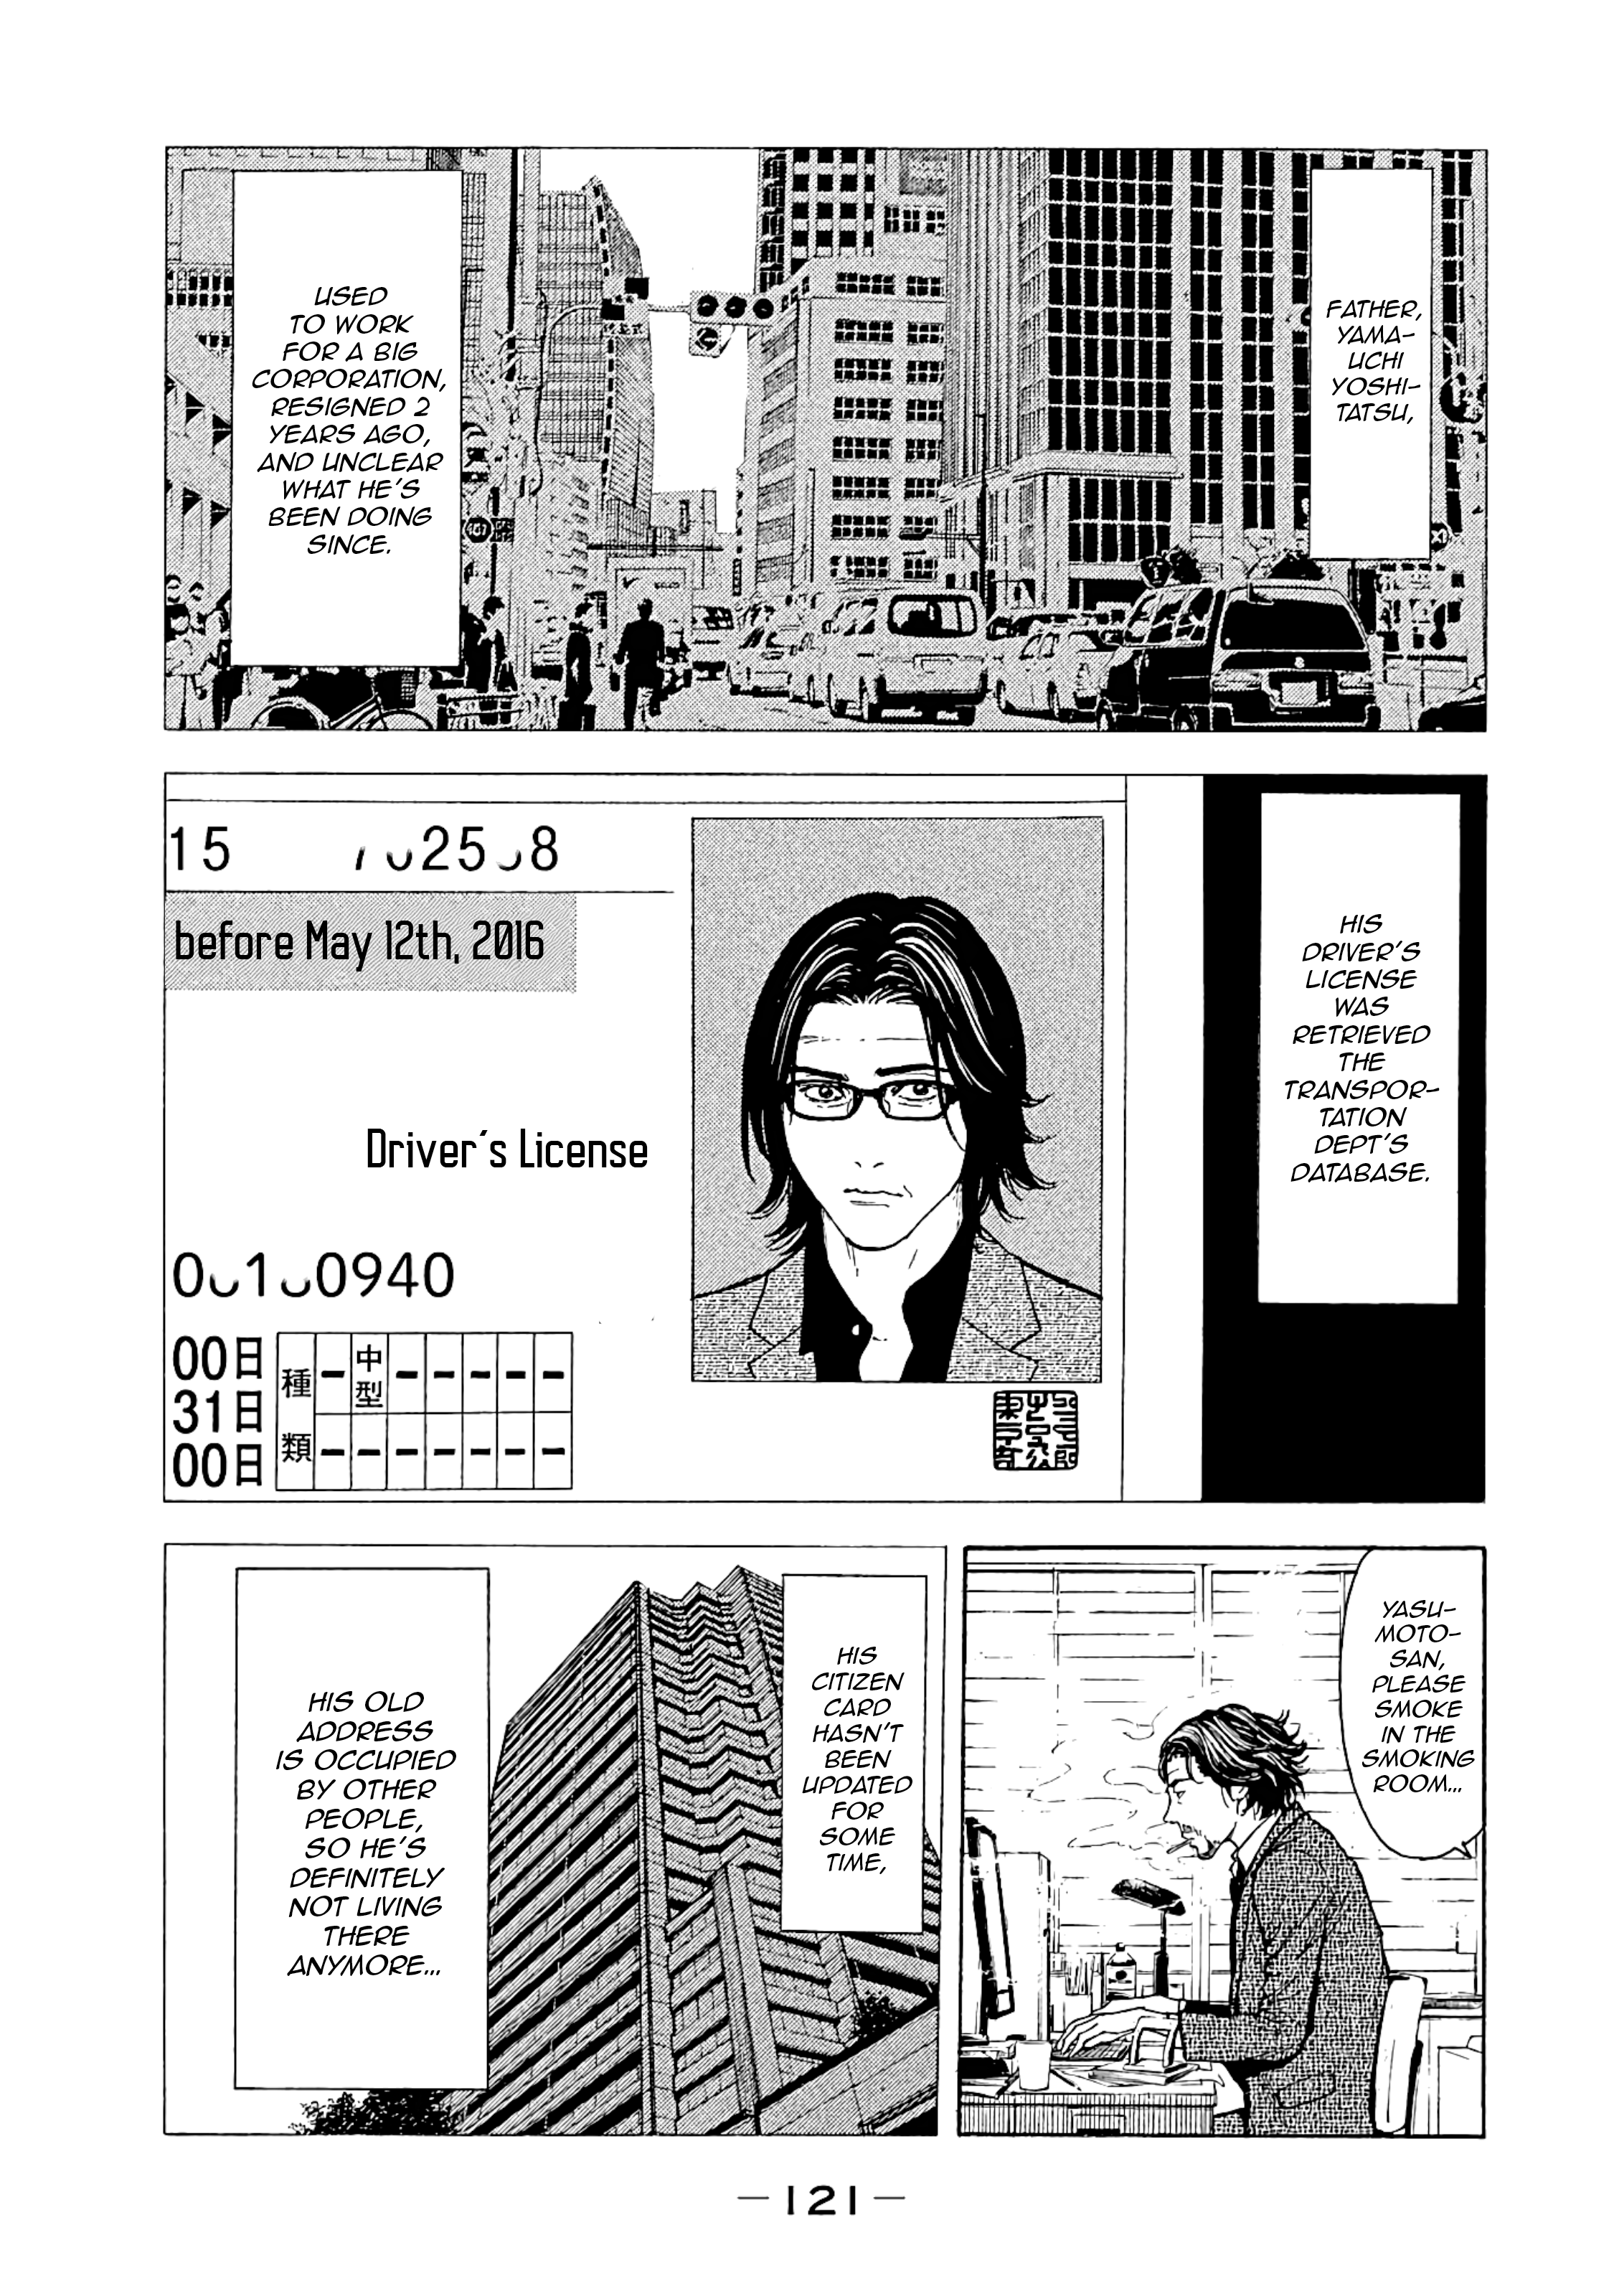 FATHER,
YAMA-
UCHI
YOSHI-
TATSU,
USED
TO WORK
FOR A BIG
CORPORATION,
RESIGNED 2
YEARS AGO,
AND UNCLEAR
WHAT HE'S
BEEN DOING
SINCE.
HIS
DRIVER'S
LICENSE
WAS
RETRIEVED
THE
TRANSPOR-
TATION
DEPT'S
DATABASE.
15
before May 12th, 2016
Driver's License
00日
31日
00日
種類
中型
YASU-
MOTO-
SAN,
PLEASE
SMOKE
IN THE
SMOKING
ROOM...
HIS
CITIZEN
CARD
HASN'T
BEEN
UPDATED
FOR
SOME
TIME,
HIS OLD
ADDRESS
IS OCCUPIED
BY OTHER
PEOPLE,
SO HE'S
DEFINITELY
NOT LIVING
THERE
ANYMORE...
—121—